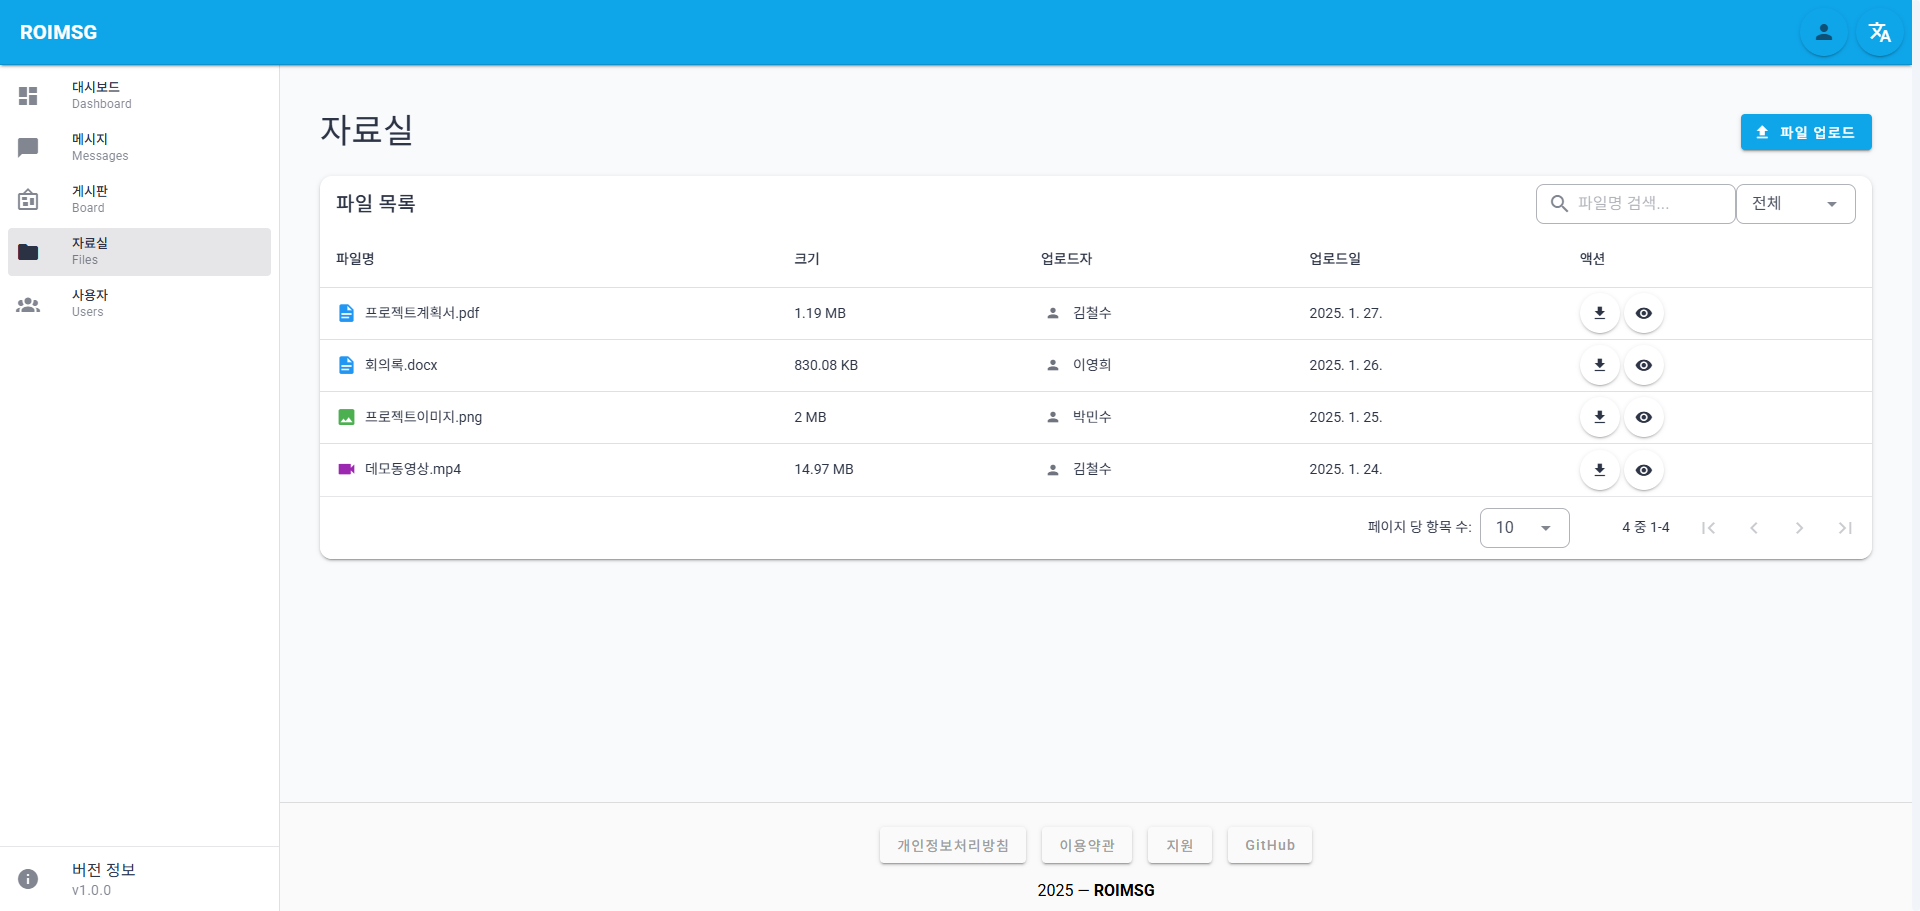 ROIMSG
대시보드
Dashboard
메시지
Messages
게시판
Board
자료실
Files
사용자
Users
버전 정보
v1.0.0
자료실
파일 업로드
파일 목록
파일명 검색...
전체
파일명 크기 업로드자 업로드일 액션
프로젝트계획서.pdf 1.19 MB 김철수 2025. 1. 27.
회의록.docx 830.08 KB 이영희 2025. 1. 26.
프로젝트이미지.png 2 MB 박민수 2025. 1. 25.
데모동영상.mp4 14.97 MB 김철수 2025. 1. 24.
페이지 당 항목 수: 10 4 중 1-4
개인정보처리방침 이용약관 지원 GitHub
2025 — ROIMSG